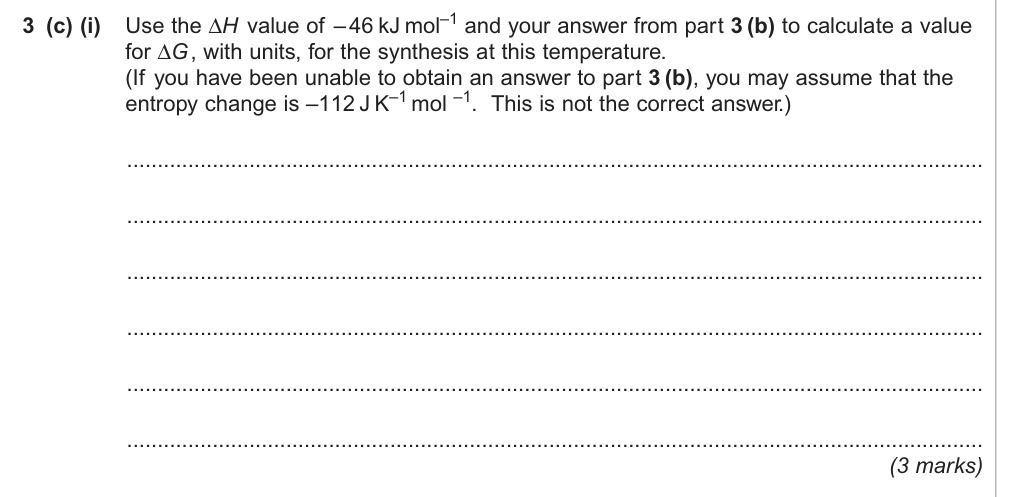 3 (c) (i) Use the ΔH value of –46 kJ mol⁻¹ and your answer from part 3 (b) to calculate a value
for ΔG, with units, for the synthesis at this temperature.
(If you have been unable to obtain an answer to part 3 (b), you may assume that the
entropy change is –112 J K⁻¹ mol ⁻¹. This is not the correct answer.)
(3 marks)